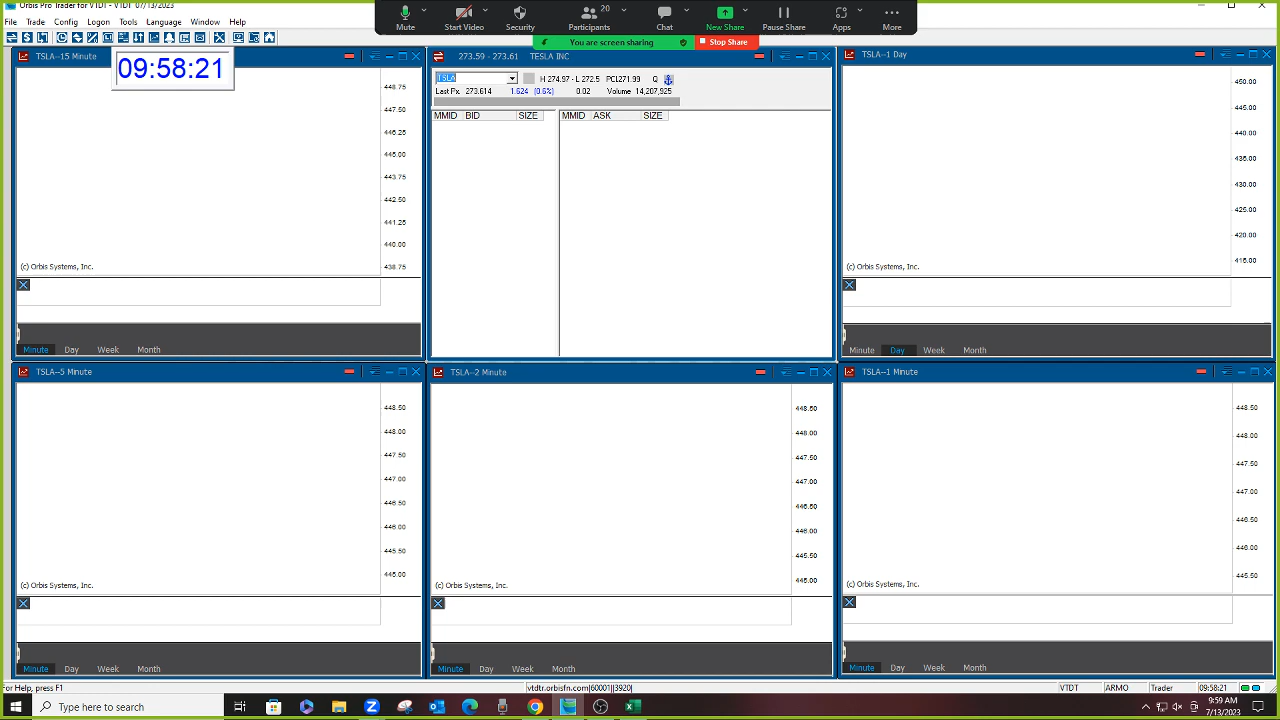 Orbis Pro Trader for VTDT - VTDT 07/13/2023
File Trade Config Logon Tools Language Window Help
Mute
Start Video
Security
20
Participants
Chat
New Share
Pause Share
Apps
More
You are screen sharing
Stop Share
TSLA--15 Minute
09:58:21
448.75
447.50
446.25
445.00
443.75
442.50
441.25
440.00
438.75
(c) Orbis Systems, Inc.
Minute Day Week Month
273.59 - 273.61 TESLA INC
TSLA
H 274.97 - L 272.5 PCL271.99 Q
Last Px. 273.614 1.624 (0.6%) 0.02 Volume 14,207,925
MMID BID SIZE MMID ASK SIZE
TSLA--1 Day
450.00
445.00
440.00
435.00
430.00
425.00
420.00
415.00
(c) Orbis Systems, Inc.
Minute Day Week Month
TSLA--5 Minute
448.50
448.00
447.50
447.00
446.50
446.00
445.50
445.00
(c) Orbis Systems, Inc.
Minute Day Week Month
TSLA--2 Minute
448.50
448.00
447.50
447.00
446.50
446.00
445.50
445.00
(c) Orbis Systems, Inc.
Minute Day Week Month
TSLA--1 Minute
448.50
448.00
447.50
447.00
446.50
446.00
445.50
(c) Orbis Systems, Inc.
Minute Day Week Month
For Help, press F1
vtdtr.orbisfn.com|60001||3920|
VTDT ARMO Trader 09:58:21
Type here to search
9:59 AM
7/13/2023